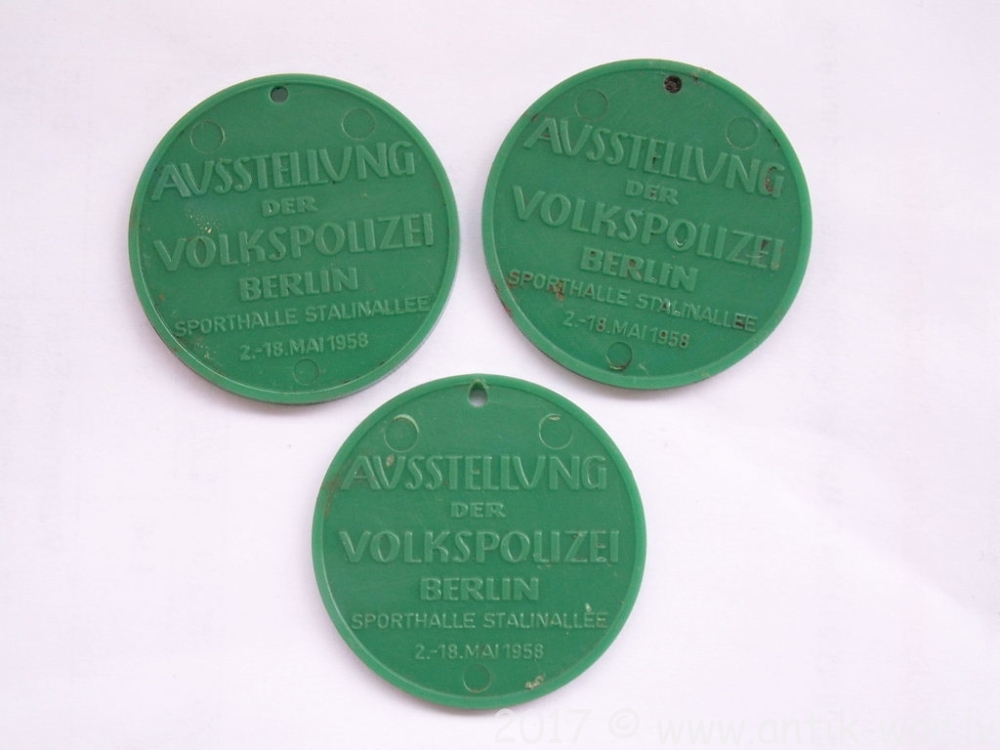 AUSSTELLUNG
DER
VOLKSPOLIZEI
BERLIN
SPORTHALLE STALINALLEE
2.-18. MAI 1958
AUSSTELLUNG
DER
VOLKSPOLIZEI
BERLIN
SPORTHALLE STALINALLEE
2.-18. MAI 1958
AUSSTELLUNG
DER
VOLKSPOLIZEI
BERLIN
SPORTHALLE STALINALLEE
2.-18. MAI 1958
2017 ©